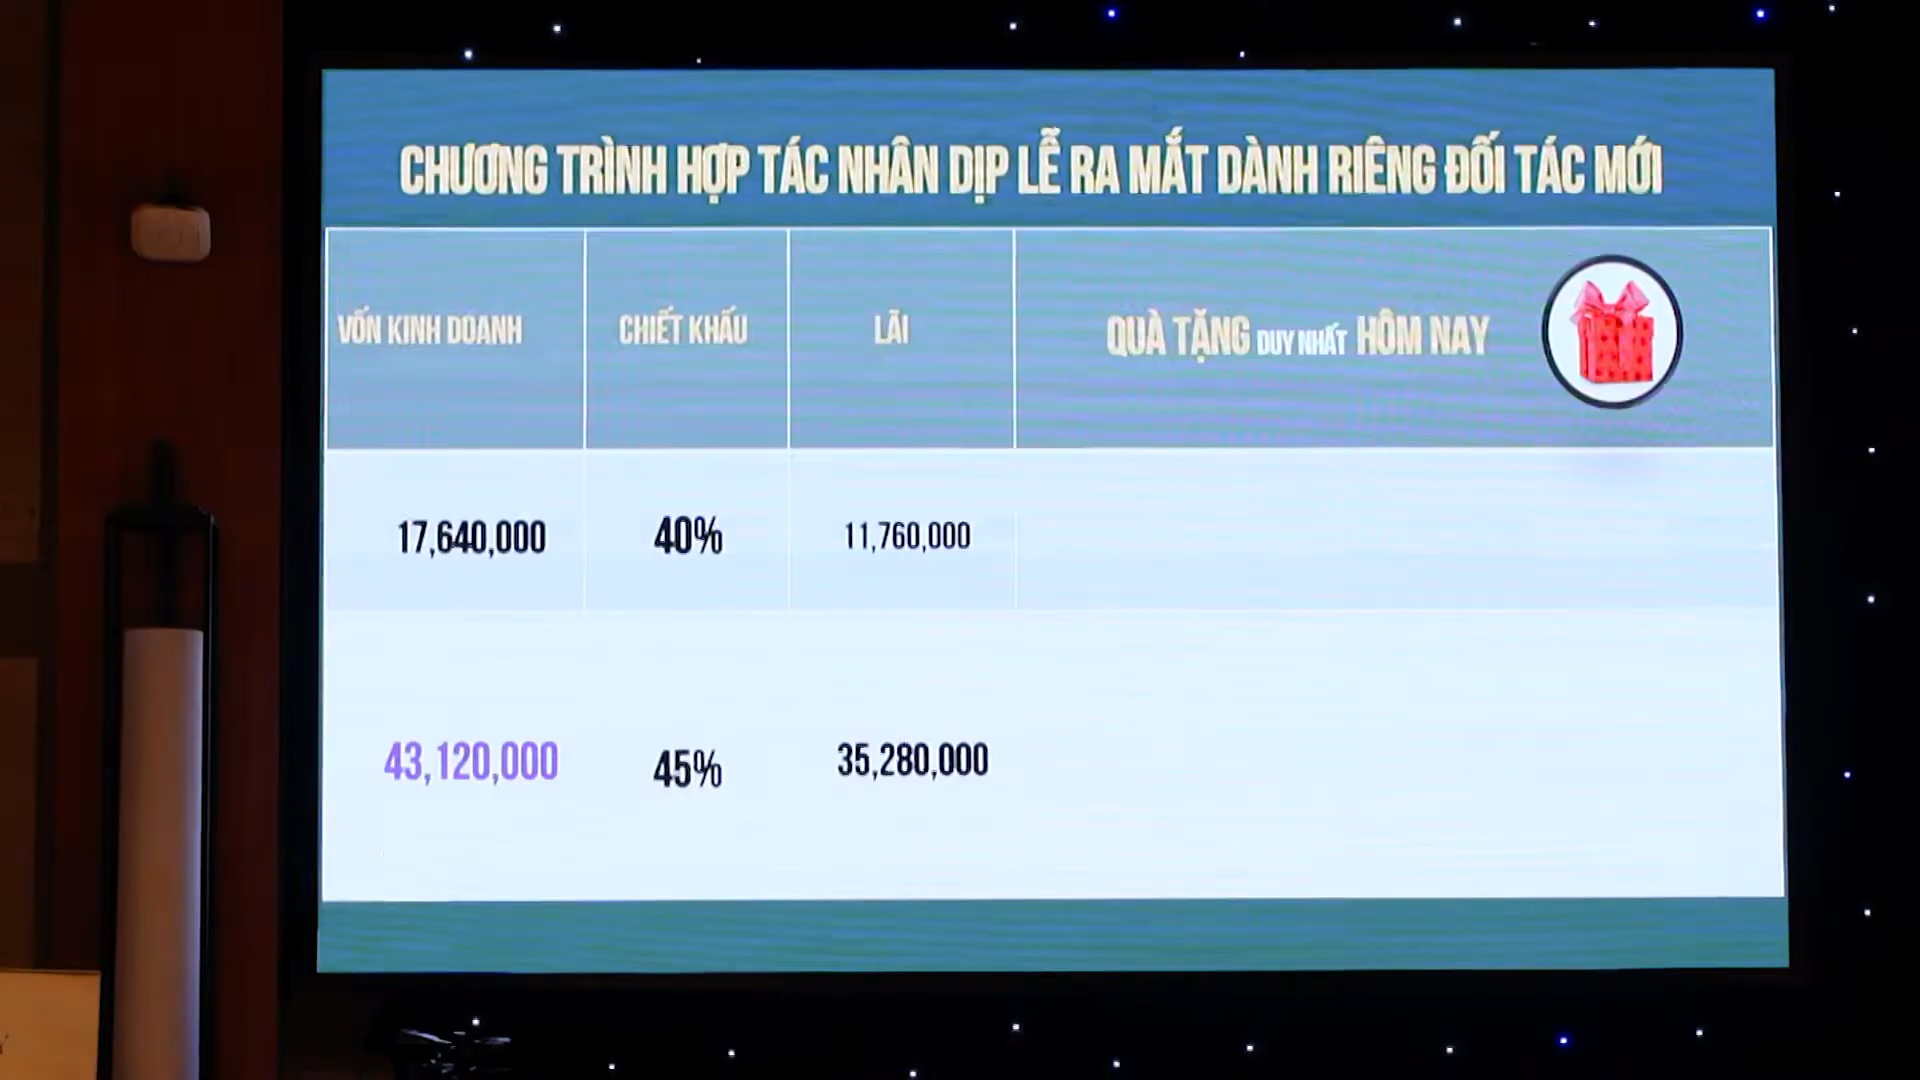 CHƯƠNG TRÌNH HỢP TÁC NHÂN DỊP LỄ RA MẮT DÀNH RIÊNG ĐỐI TÁC MỚI
VỐN KINH DOANH CHIẾT KHẤU LÃI QUÀ TẶNG DUY NHẤT HÔM NAY
17,640,000 40% 11,760,000
43,120,000 45% 35,280,000